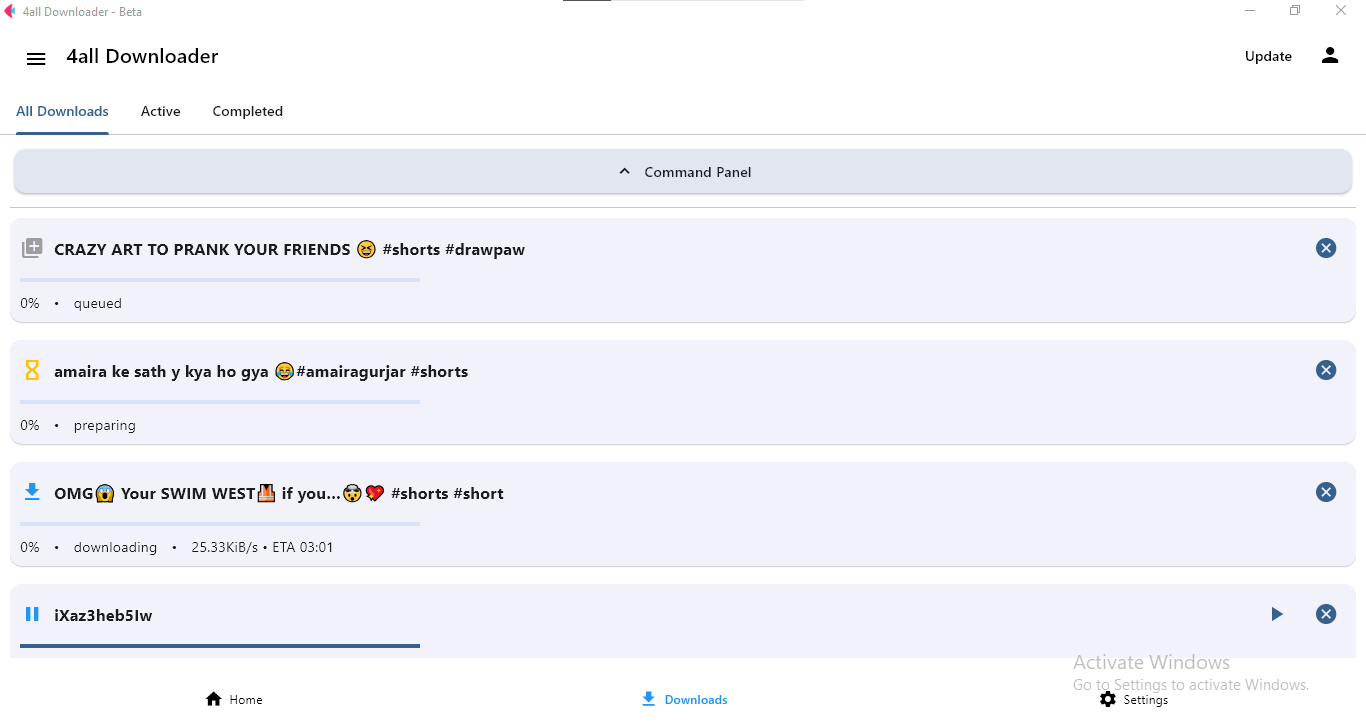 4all Downloader - Beta
4all Downloader
Update
All Downloads Active Completed
Command Panel
CRAZY ART TO PRANK YOUR FRIENDS 😆 #shorts #drawpaw
0% • queued
amaira ke sath y kya ho gya 😂#amairagurjar #shorts
0% • preparing
OMG😱 Your SWIM WEST🦺 if you...🤯💖 #shorts #short
0% • downloading • 25.33KiB/s • ETA 03:01
iXaz3heb5Iw
Activate Windows
Go to Settings to activate Windows.
Home Downloads Settings